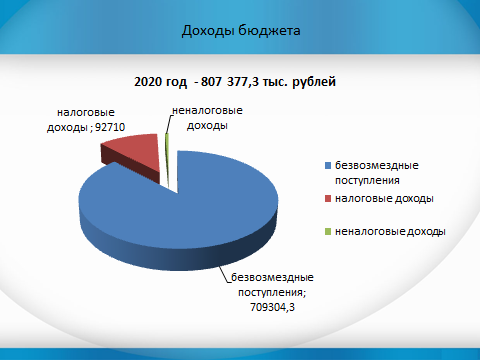 Доходы бюджета
2020 год - 807 377,3 тыс. рублей
налоговые
доходы ; 92710
неналоговые
доходы
безвозмездные
поступления
налоговые доходы
неналоговые доходы
безвозмездные
поступления;
709304,3